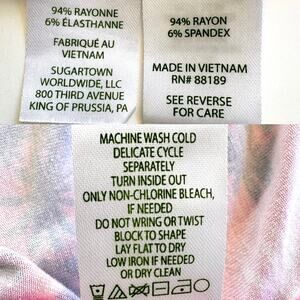 94% RAYONNE
6% ÉLASTHANNE
FABRIQUÉ AU
VIETNAM
SUGARTOWN
WORLDWIDE, LLC
800 THIRD AVENUE
KING OF PRUSSIA, PA
94% RAYON
6% SPANDEX
MADE IN VIETNAM
RN# 88189
SEE REVERSE
FOR CARE
MACHINE WASH COLD
DELICATE CYCLE
SEPARATELY
TURN INSIDE OUT
ONLY NON-CHLORINE BLEACH,
IF NEEDED
DO NOT WRING OR TWIST
BLOCK TO SHAPE
LAY FLAT TO DRY
LOW IRON IF NEEDED
OR DRY CLEAN